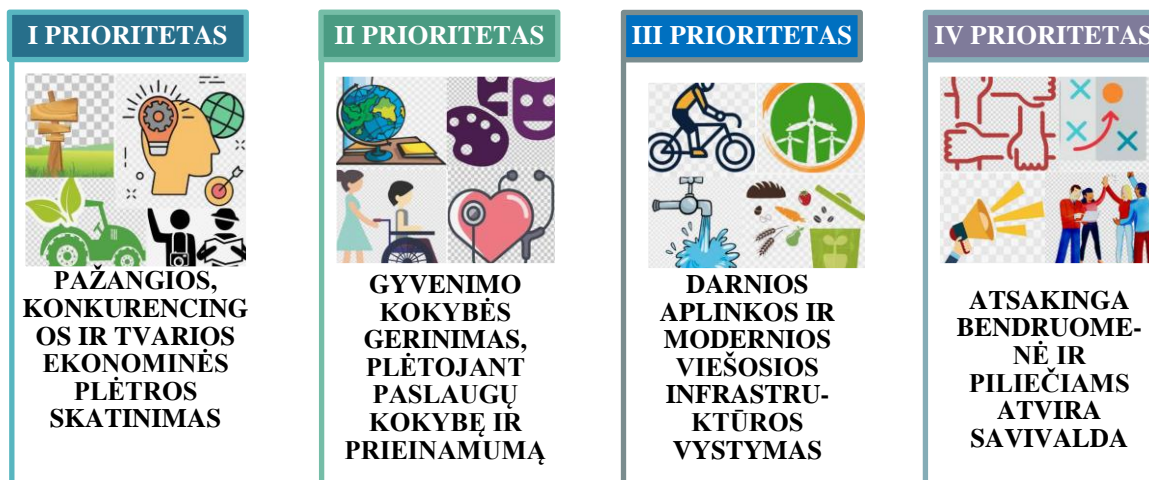 I PRIORITETAS
PAŽANGIOS,
KONKURENCING
OS IR TVARIOS
EKONOMINĖS
PLĖTROS
SKATINIMAS
II PRIORITETAS
GYVENIMO
KOKYBĖS
GERINIMAS,
PLĖTOJANT
PASLAUGŲ
KOKYBĘ IR
PRIEINAMUMĄ
III PRIORITETAS
DARNIOS
APLINKOS IR
MODERNIOS
VIEŠOSIOS
INFRASTRU-
KTŪROS
VYSTYMAS
IV PRIORITETAS
ATSAKINGA
BENDRUOME-
NĖ IR
PILIEČIAMS
ATVIRA
SAVIVALDA